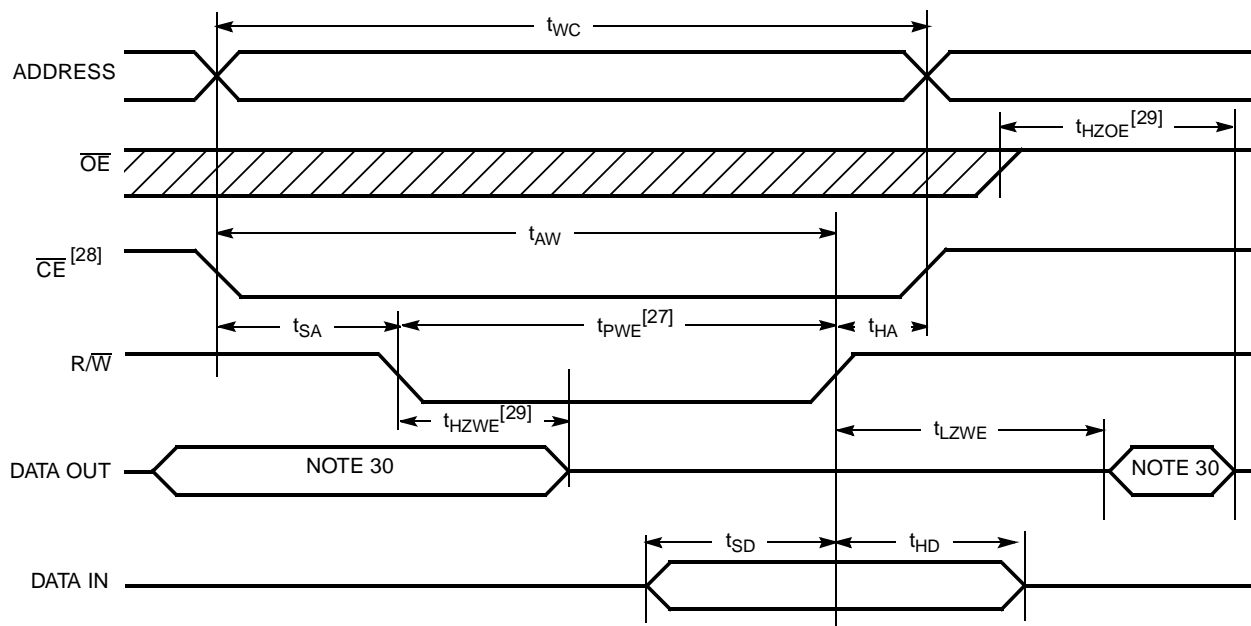 tWC
ADDRESS
tHZOE[29]
OE
tAW
CE[28]
tSA
tPWE[27]
tHA
R/W
tHZWE[29]
tLZWE
DATA OUT
NOTE 30
NOTE 30
tSD
tHD
DATA IN